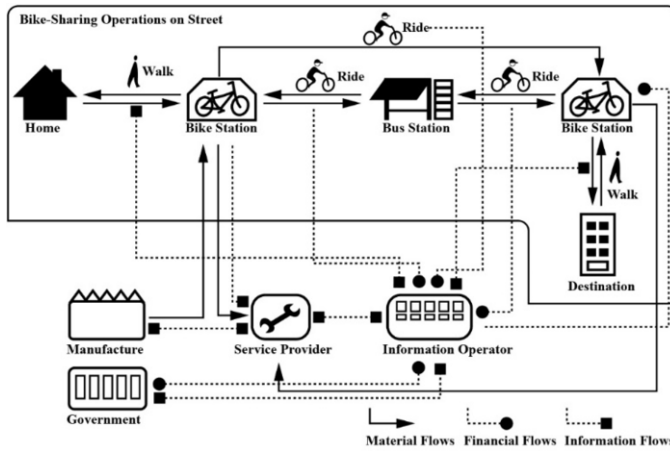 Bike-Sharing Operations on Street
Ride
Walk
Ride
Ride
Home
Bike Station
Bus Station
Bike Station
Walk
Destination
Manufacture
Service Provider
Information Operator
Government
Material Flows
Financial Flows
Information Flows